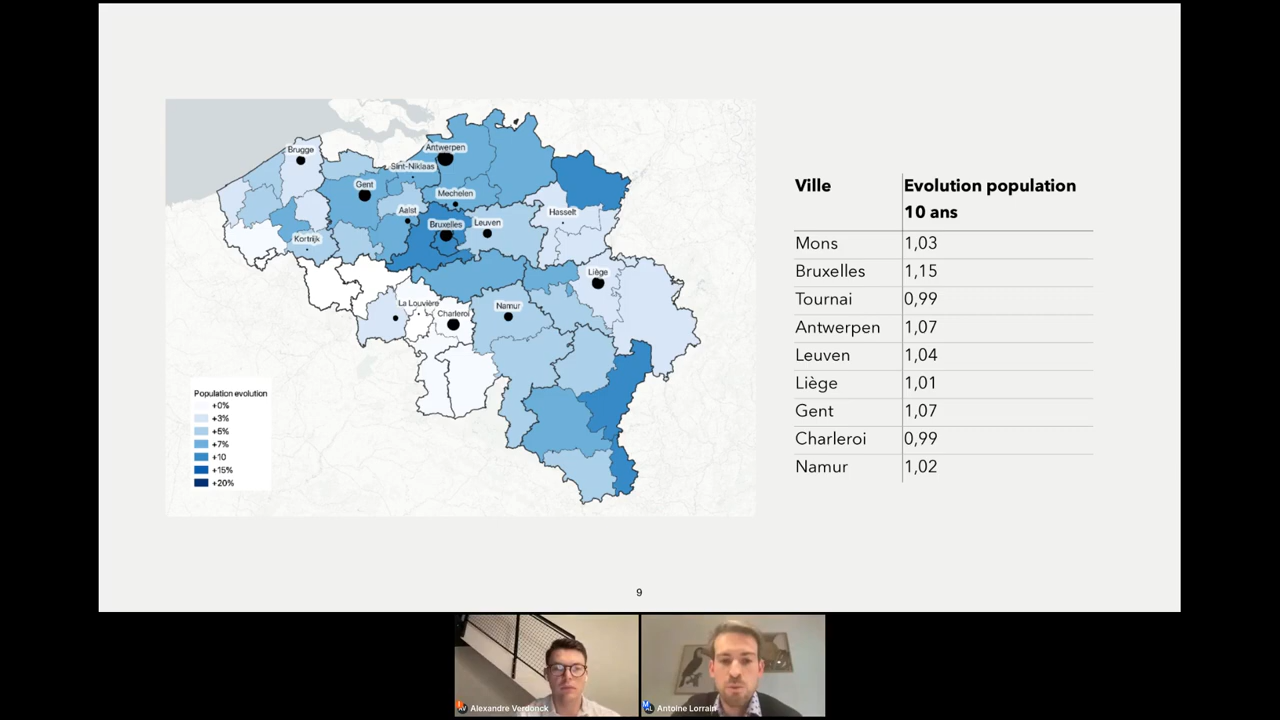 Brugge
Antwerpen
Sint-Niklaas
Gent
Mechelen
Aalst
Hasselt
Bruxelles
Leuven
Kortrijk
Liège
La Louvière
Namur
Charleroi
Population evolution
+0%
+3%
+5%
+7%
+10
+15%
+20%
Ville Evolution population
10 ans
Mons 1,03
Bruxelles 1,15
Tournai 0,99
Antwerpen 1,07
Leuven 1,04
Liège 1,01
Gent 1,07
Charleroi 0,99
Namur 1,02
9
AV Alexandre Verdonck
AL Antoine Lorrain